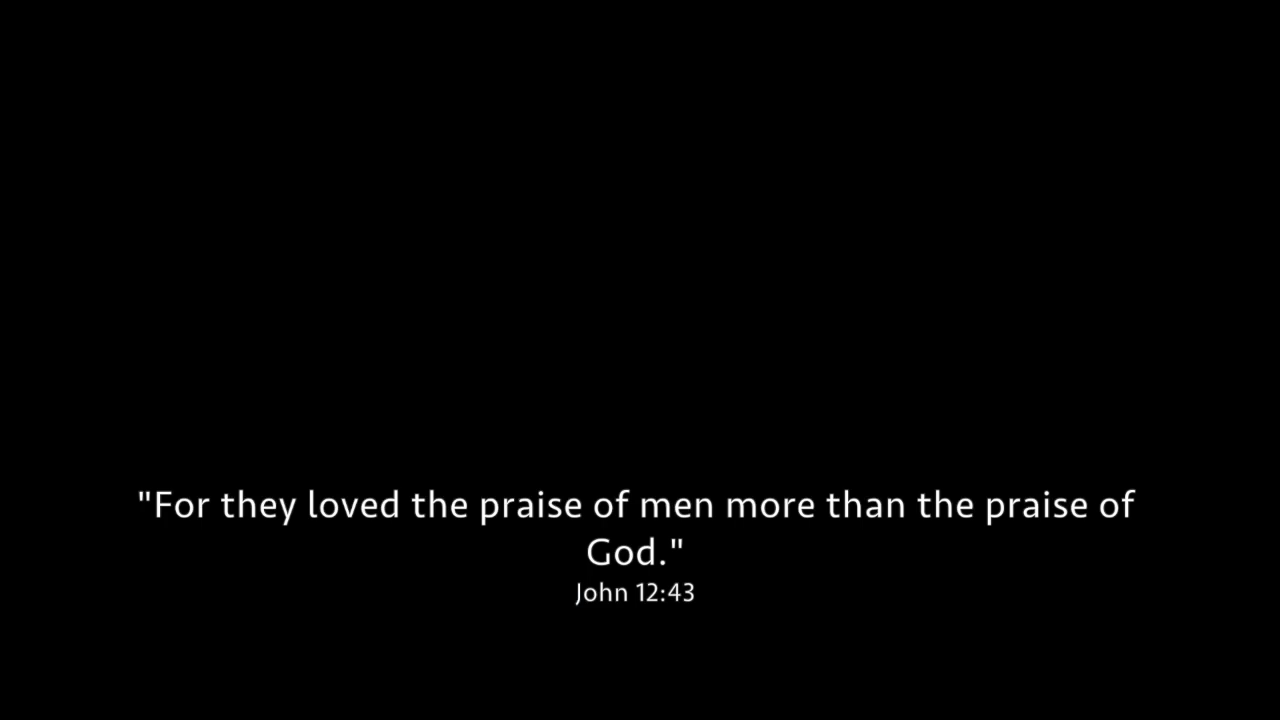 "For they loved the praise of men more than the praise of
God."
John 12:43